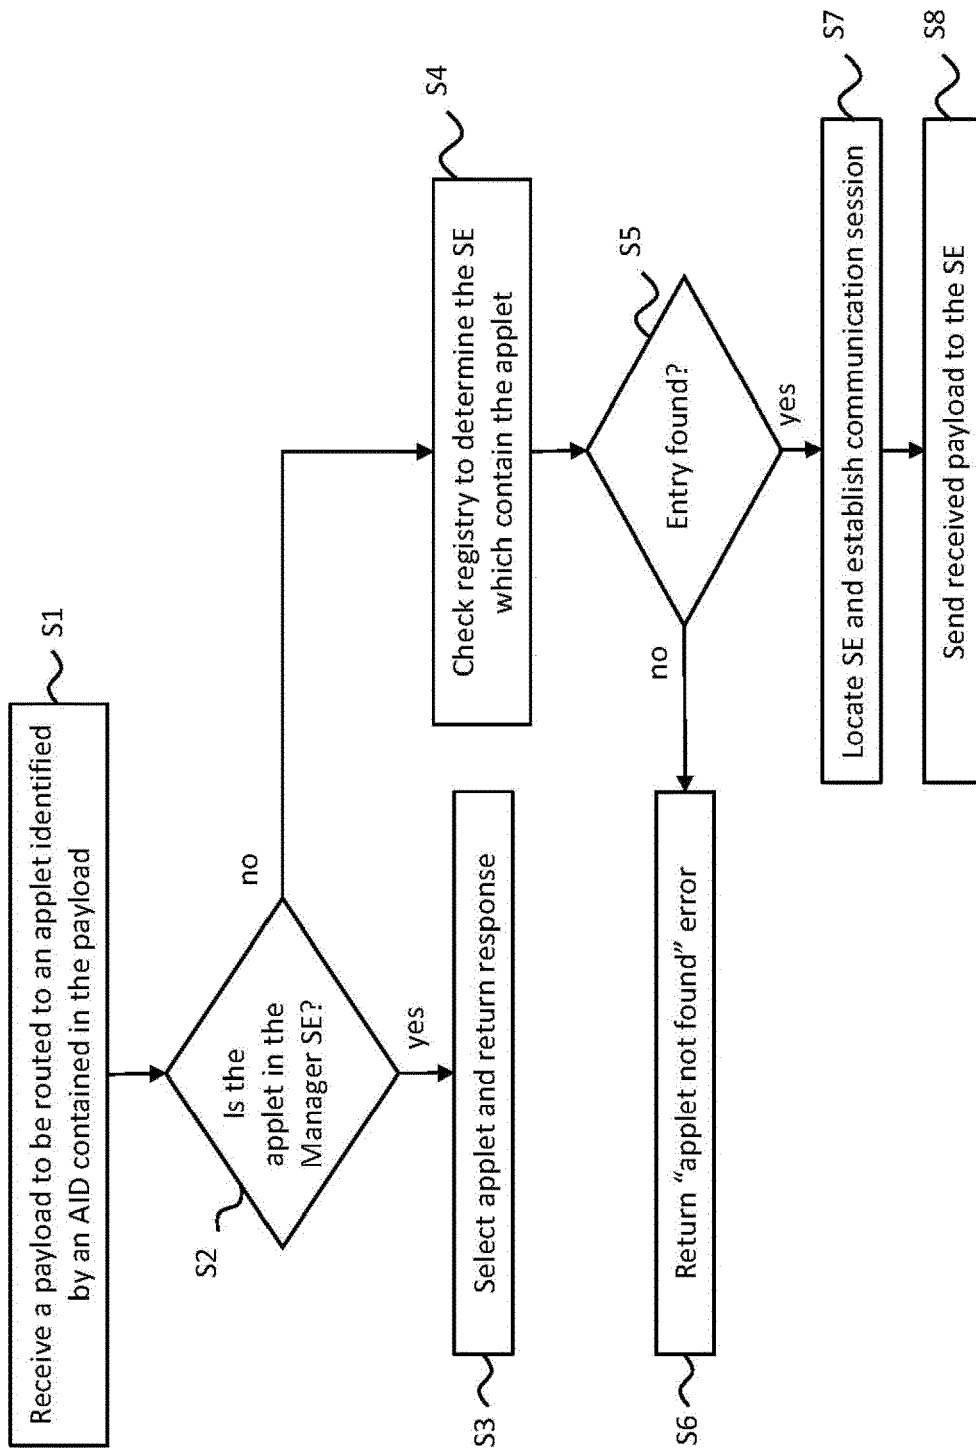 Receive a payload to be routed to an applet identified
by an AID contained in the payload
S1
Is the
applet in the
Manager SE?
S2
no
yes
Select applet and return response
S3
Check registry to determine the SE
which contain the applet
S4
Entry found?
S5
no
yes
Return “applet not found” error
S6
Locate SE and establish communication session
S7
Send received payload to the SE
S8